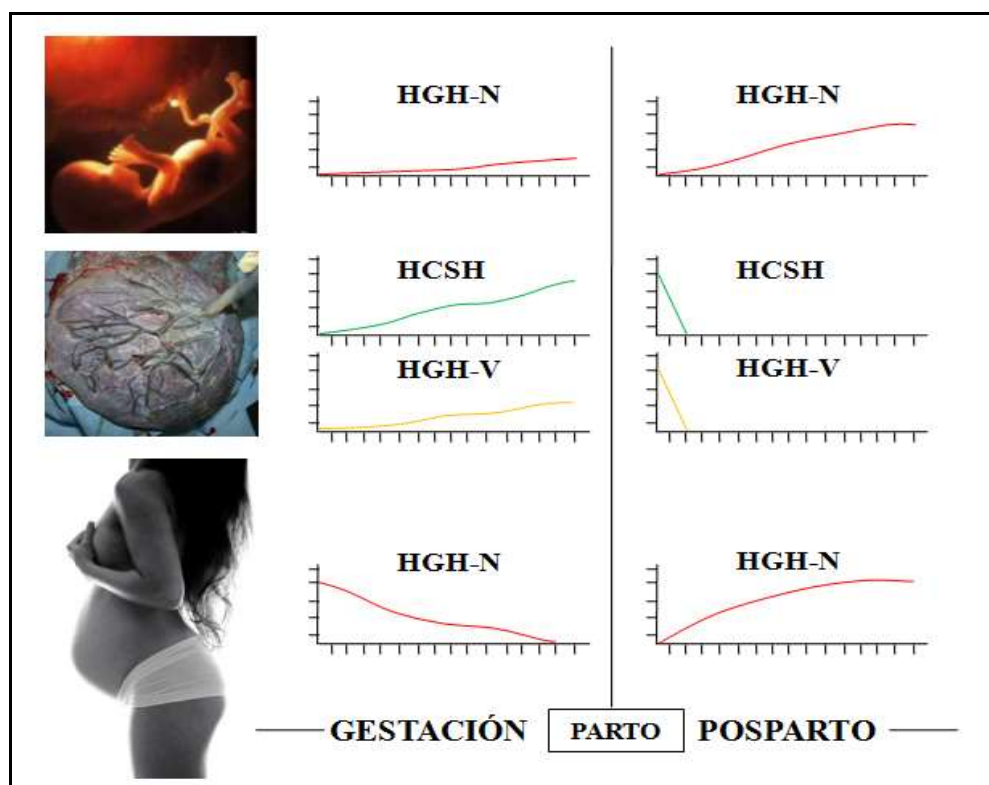 HGH-N
HGH-N
HCSH
HCSH
HGH-V
HGH-V
HGH-N
HGH-N
GESTACIÓN
PARTO
POSPARTO